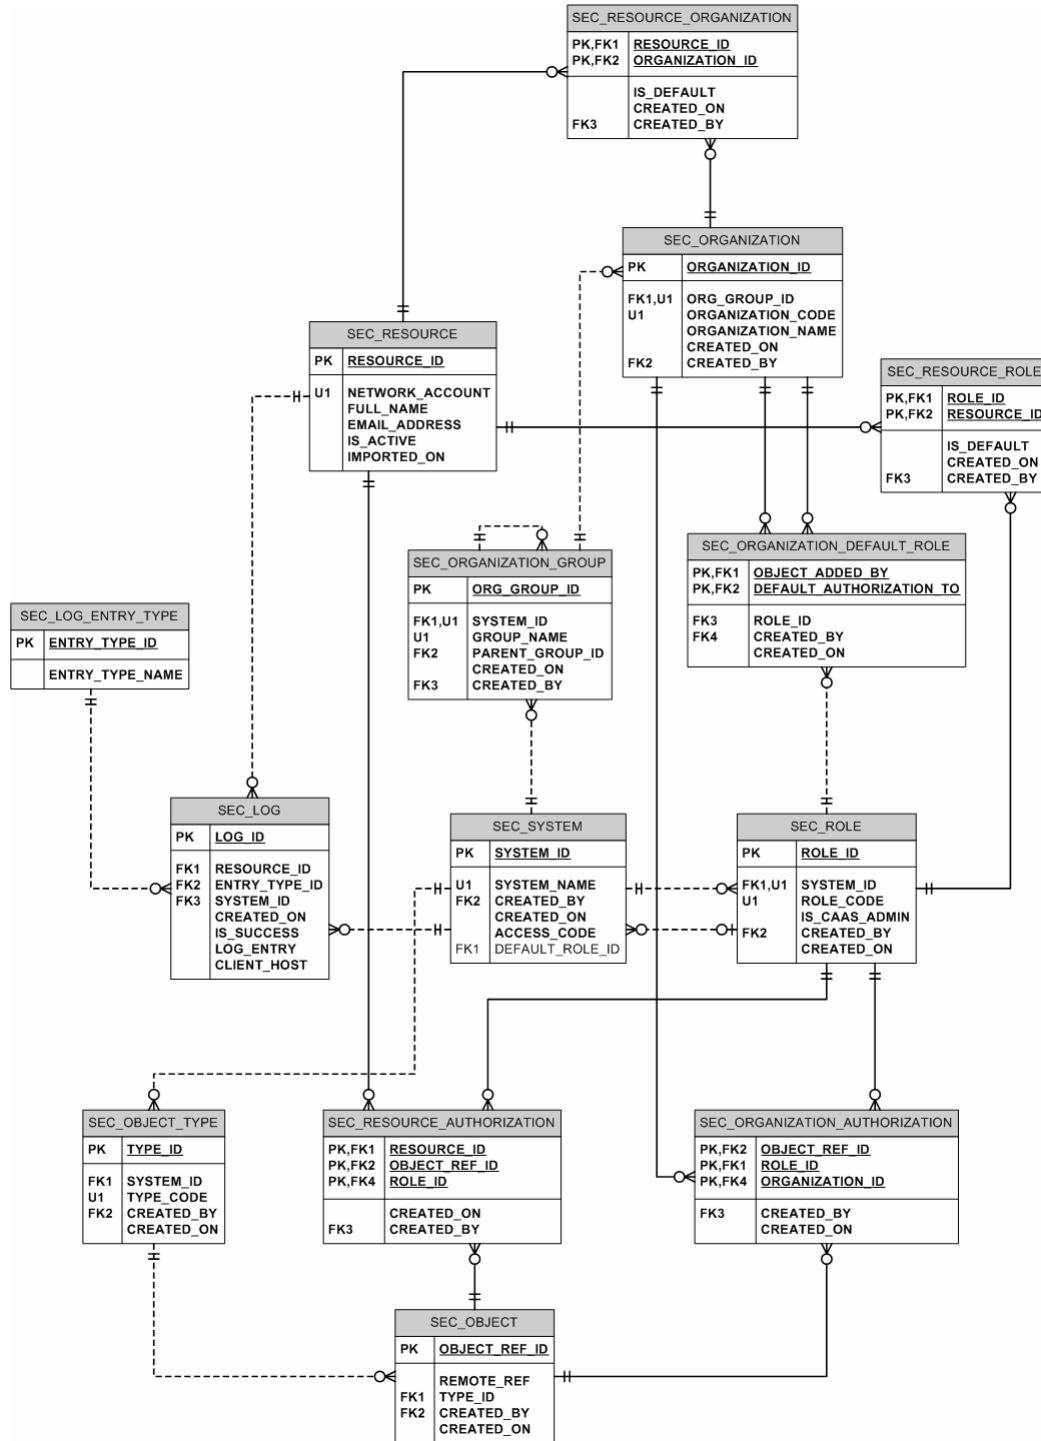 SEC_RESOURCE_ORGANIZATION
PK,FK1 RESOURCE_ID
PK,FK2 ORGANIZATION_ID
IS_DEFAULT
CREATED_ON
FK3 CREATED_BY
SEC_ORGANIZATION
PK ORGANIZATION_ID
FK1,U1 ORG_GROUP_ID
U1 ORGANIZATION_CODE
ORGANIZATION_NAME
CREATED_ON
FK2 CREATED_BY
SEC_RESOURCE
PK RESOURCE_ID
U1 NETWORK_ACCOUNT
FULL_NAME
EMAIL_ADDRESS
IS_ACTIVE
IMPORTED_ON
SEC_RESOURCE_ROLE
PK,FK1 ROLE_ID
PK,FK2 RESOURCE_ID
IS_DEFAULT
CREATED_ON
FK3 CREATED_BY
SEC_ORGANIZATION_GROUP
PK ORG_GROUP_ID
FK1,U1 SYSTEM_ID
U1 GROUP_NAME
FK2 PARENT_GROUP_ID
CREATED_ON
FK3 CREATED_BY
SEC_ORGANIZATION_DEFAULT_ROLE
PK,FK1 OBJECT_ADDED_BY
PK,FK2 DEFAULT_AUTHORIZATION_TO
FK3 ROLE_ID
FK4 CREATED_BY
CREATED_ON
SEC_LOG_ENTRY_TYPE
PK ENTRY_TYPE_ID
ENTRY_TYPE_NAME
SEC_LOG
PK LOG_ID
FK1 RESOURCE_ID
FK2 ENTRY_TYPE_ID
FK3 SYSTEM_ID
CREATED_ON
IS_SUCCESS
LOG_ENTRY
CLIENT_HOST
SEC_SYSTEM
PK SYSTEM_ID
U1 SYSTEM_NAME
FK2 CREATED_BY
CREATED_ON
ACCESS_CODE
FK1 DEFAULT_ROLE_ID
SEC_ROLE
PK ROLE_ID
FK1,U1 SYSTEM_ID
U1 ROLE_CODE
IS_CAAS_ADMIN
FK2 CREATED_BY
CREATED_ON
SEC_OBJECT_TYPE
PK TYPE_ID
FK1 SYSTEM_ID
U1 TYPE_CODE
FK2 CREATED_BY
CREATED_ON
SEC_RESOURCE_AUTHORIZATION
PK,FK1 RESOURCE_ID
PK,FK2 OBJECT_REF_ID
PK,FK4 ROLE_ID
CREATED_ON
FK3 CREATED_BY
SEC_ORGANIZATION_AUTHORIZATION
PK,FK2 OBJECT_REF_ID
PK,FK1 ROLE_ID
PK,FK4 ORGANIZATION_ID
FK3 CREATED_BY
CREATED_ON
SEC_OBJECT
PK OBJECT_REF_ID
REMOTE_REF
FK1 TYPE_ID
FK2 CREATED_BY
CREATED_ON